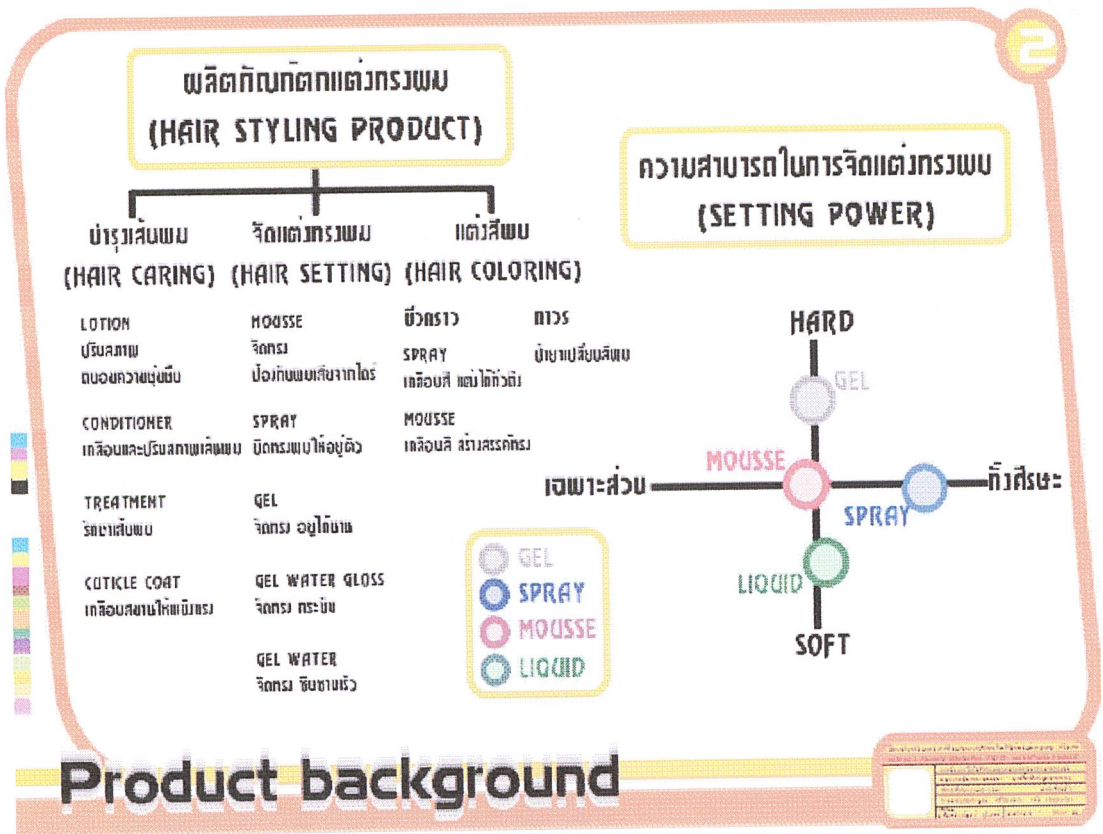 2
ผลิตภัณฑ์ตกแต่งทรงผม
(HAIR STYLING PRODUCT)
บำรุงเส้นผม
(HAIR CARING)
LOTION
ปรับสภาพ
ถนอมความชุ่มชื้น
CONDITIONER
เคลือบและปรับสภาพเส้นผม
TREATMENT
รักษาเส้นผม
CUTICLE COAT
เคลือบสยายให้แข็งแรง
จัดแต่งทรงผม
(HAIR SETTING)
MOUSSE
จัดทรง
ป้องกันผมเสียจากไดร์
SPRAY
ยึดทรงผมให้อยู่ตัว
GEL
จัดทรง อยู่ได้นาน
GEL WATER GLOSS
จัดทรง
GEL WATER
จัดทรง ซึมซาบเร็ว
แต่งสีผม
(HAIR COLORING)
ชั่วคราว
SPRAY
เคลือบสี
MOUSSE
เคลือบสี สร้างสรรค์ทรง
ถาวร
น้ำยาเปลี่ยนสีผม
ความสามารถในการจัดแต่งทรงผม
(SETTING POWER)
HARD
GEL
MOUSSE
เฉพาะส่วน
ทั้งศีรษะ
SPRAY
LIQUID
SOFT
GEL
SPRAY
MOUSSE
LIQUID
Product background